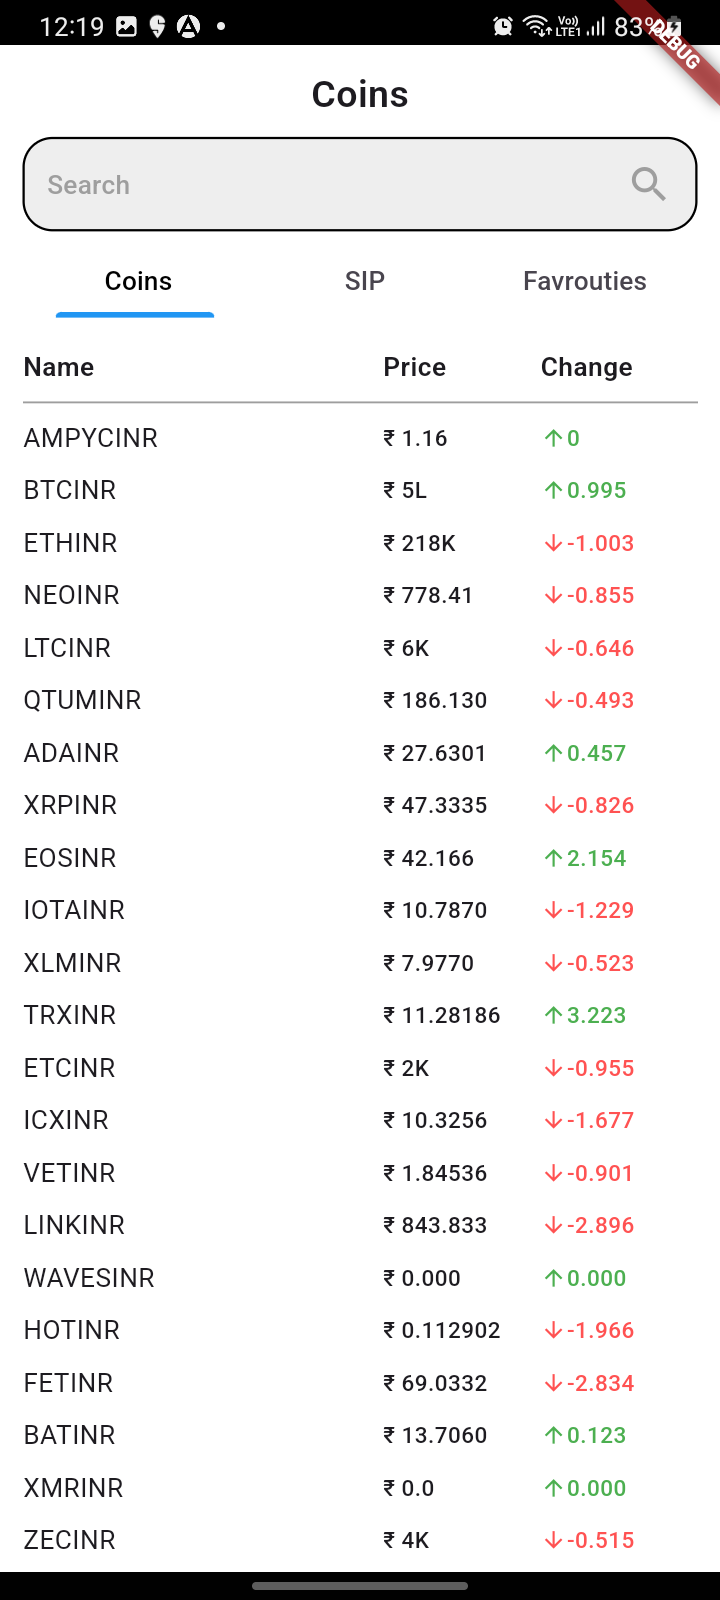 12:19 Vo)) LTE1 83%
DEBUG
Coins
Search
Coins SIP Favrouties
Name Price Change
AMPYCINR ₹ 1.16 ↑0
BTCINR ₹ 5L ↑0.995
ETHINR ₹ 218K ↓-1.003
NEOINR ₹ 778.41 ↓-0.855
LTCINR ₹ 6K ↓-0.646
QTUMINR ₹ 186.130 ↓-0.493
ADAINR ₹ 27.6301 ↑0.457
XRPINR ₹ 47.3335 ↓-0.826
EOSINR ₹ 42.166 ↑2.154
IOTAINR ₹ 10.7870 ↓-1.229
XLMINR ₹ 7.9770 ↓-0.523
TRXINR ₹ 11.28186 ↑3.223
ETCINR ₹ 2K ↓-0.955
ICXINR ₹ 10.3256 ↓-1.677
VETINR ₹ 1.84536 ↓-0.901
LINKINR ₹ 843.833 ↓-2.896
WAVESINR ₹ 0.000 ↑0.000
HOTINR ₹ 0.112902 ↓-1.966
FETINR ₹ 69.0332 ↓-2.834
BATINR ₹ 13.7060 ↑0.123
XMRINR ₹ 0.0 ↑0.000
ZECINR ₹ 4K ↓-0.515